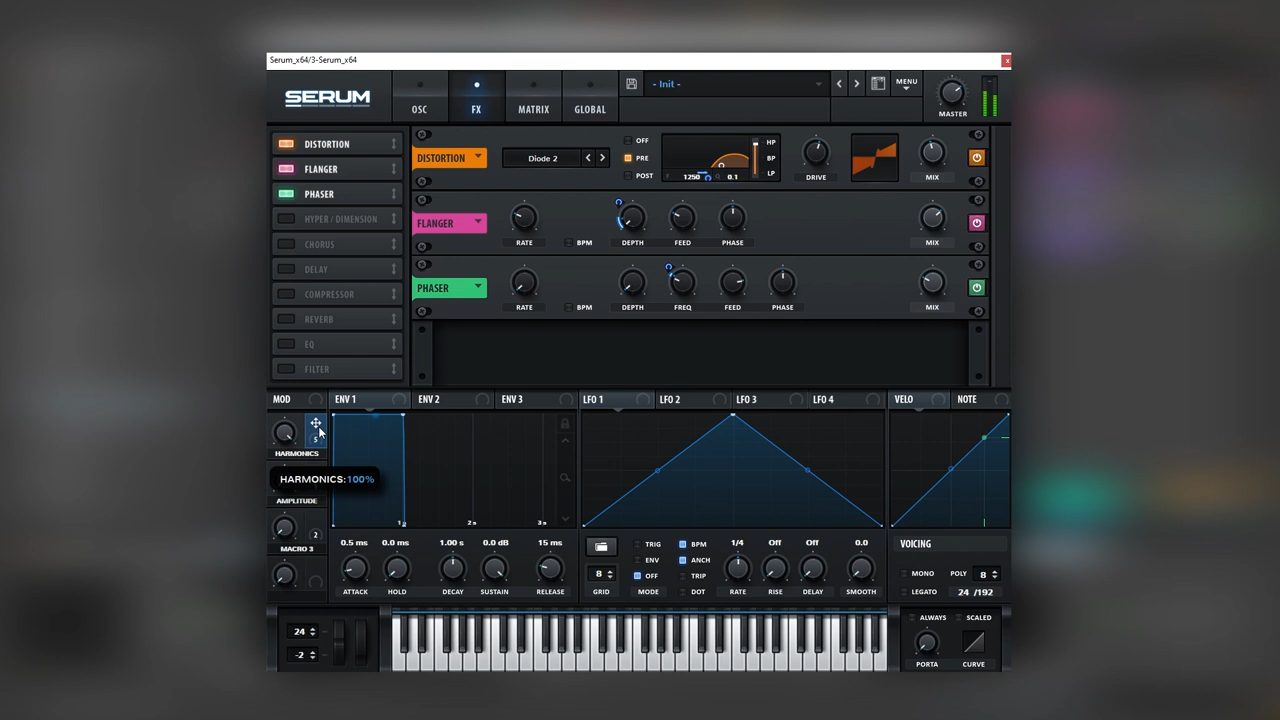 Serum_x64/3-Serum_x64
x
SERUM
OSC
FX
MATRIX
GLOBAL
- Init -
MENU
MASTER
DISTORTION
FLANGER
PHASER
HYPER / DIMENSION
CHORUS
DELAY
COMPRESSOR
REVERB
EQ
FILTER
DISTORTION
Diode 2
OFF
PRE
POST
F 1250 Q 0.1
HP
BP
LP
DRIVE
MIX
FLANGER
RATE
BPM
DEPTH
FEED
PHASE
MIX
PHASER
RATE
BPM
DEPTH
FREQ
FEED
PHASE
MIX
MOD
ENV 1
ENV 2
ENV 3
LFO 1
LFO 2
LFO 3
LFO 4
VELO
NOTE
5
HARMONICS
HARMONICS:100%
AMPLITUDE
2
MACRO 3
2 s
3 s
0.5 ms
0.0 ms
1.00 s
0.0 dB
15 ms
ATTACK
HOLD
DECAY
SUSTAIN
RELEASE
8
GRID
TRIG
ENV
OFF
MODE
BPM
ANCH
TRIP
DOT
1/4
Off
Off
0.0
RATE
RISE
DELAY
SMOOTH
VOICING
MONO
POLY
8
LEGATO
24 /192
24
-2
ALWAYS
SCALED
PORTA
CURVE